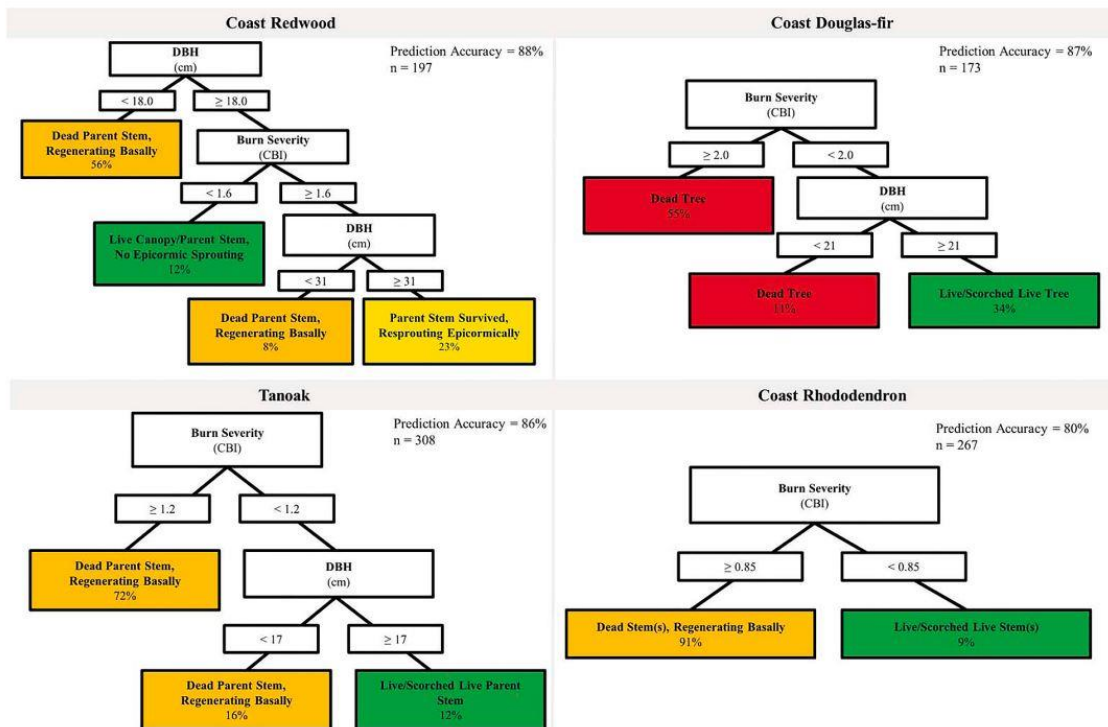 Coast Redwood
DBH
(cm)
Prediction Accuracy = 88%
n = 197
< 18.0
≥ 18.0
Dead Parent Stem,
Regenerating Basally
56%
Burn Severity
(CBI)
< 1.6
≥ 1.6
Live Canopy/Parent Stem,
No Epicormic Sprouting
12%
DBH
(cm)
< 31
≥ 31
Dead Parent Stem,
Regenerating Basally
8%
Parent Stem Survived,
Resprouting Epicormically
23%
Coast Douglas-fir
Prediction Accuracy = 87%
n = 173
Burn Severity
(CBI)
≥ 2.0
< 2.0
Dead Tree
55%
DBH
(cm)
< 21
≥ 21
Dead Tree
11%
Live/Scorched Live Tree
34%
Tanoak
Prediction Accuracy = 86%
n = 308
Burn Severity
(CBI)
≥ 1.2
< 1.2
Dead Parent Stem,
Regenerating Basally
72%
DBH
(cm)
< 17
≥ 17
Dead Parent Stem,
Regenerating Basally
16%
Live/Scorched Live Parent
Stem
12%
Coast Rhododendron
Prediction Accuracy = 80%
n = 267
Burn Severity
(CBI)
≥ 0.85
< 0.85
Dead Stem(s), Regenerating Basally
91%
Live/Scorched Live Stem(s)
9%